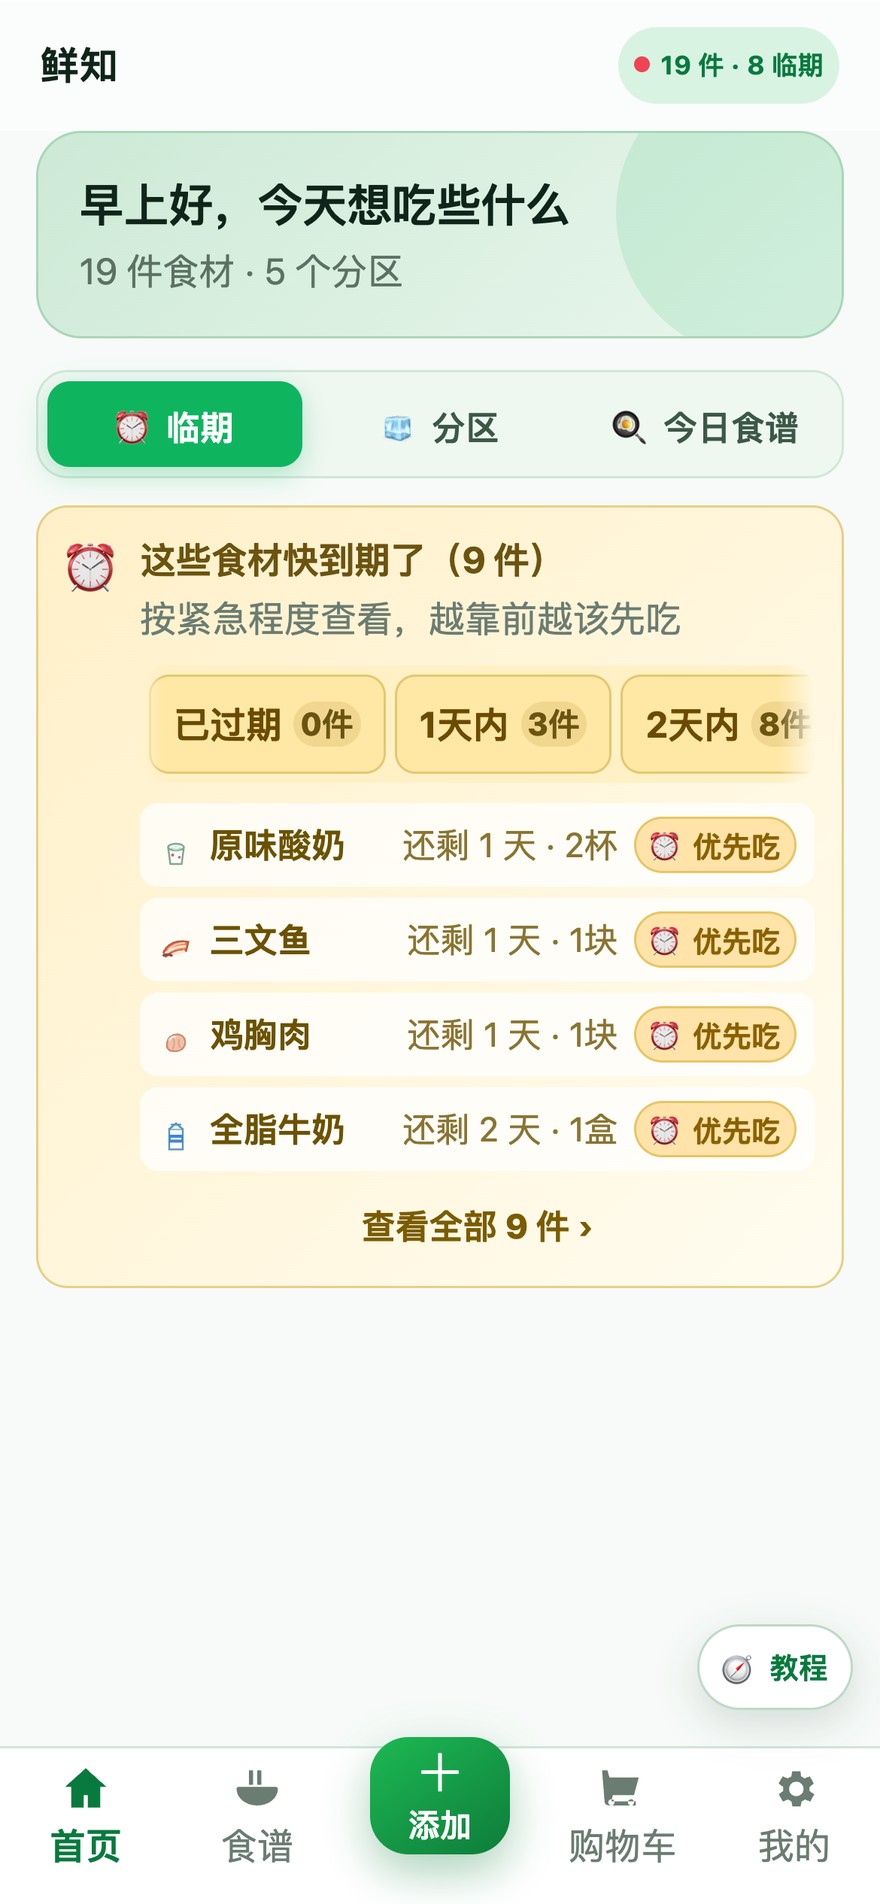 鲜知
19 件 · 8 临期
早上好，今天想吃些什么
19 件食材 · 5 个分区
临期
分区
今日食谱
这些食材快到期了（9 件）
按紧急程度查看，越靠前越该先吃
已过期 0件
1天内 3件
2天内 8件
原味酸奶 还剩 1 天 · 2杯 优先吃
三文鱼 还剩 1 天 · 1块 优先吃
鸡胸肉 还剩 1 天 · 1块 优先吃
全脂牛奶 还剩 2 天 · 1盒 优先吃
查看全部 9 件 ›
教程
首页
食谱
添加
购物车
我的